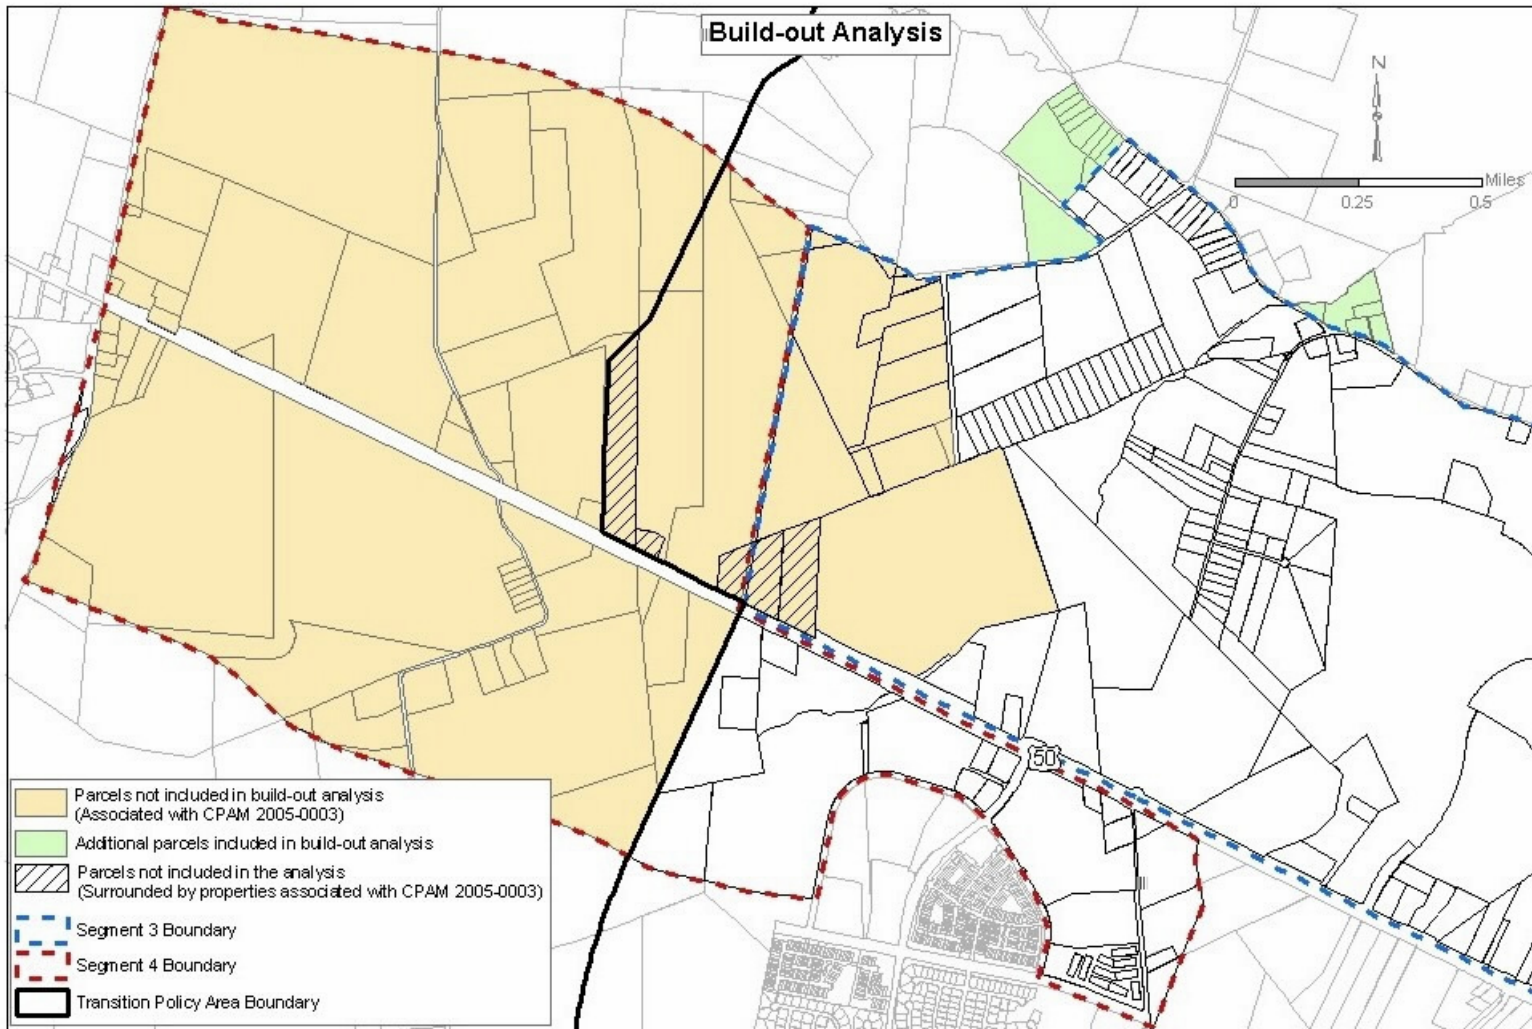 Build-out Analysis
N
Miles
0 0.25 0.5
50
Parcels not included in build-out analysis
(Associated with CPAM 2005-0003)
Additional parcels included in build-out analysis
Parcels not included in the analysis
(Surrounded by properties associated with CPAM 2005-0003)
Segment 3 Boundary
Segment 4 Boundary
Transition Policy Area Boundary